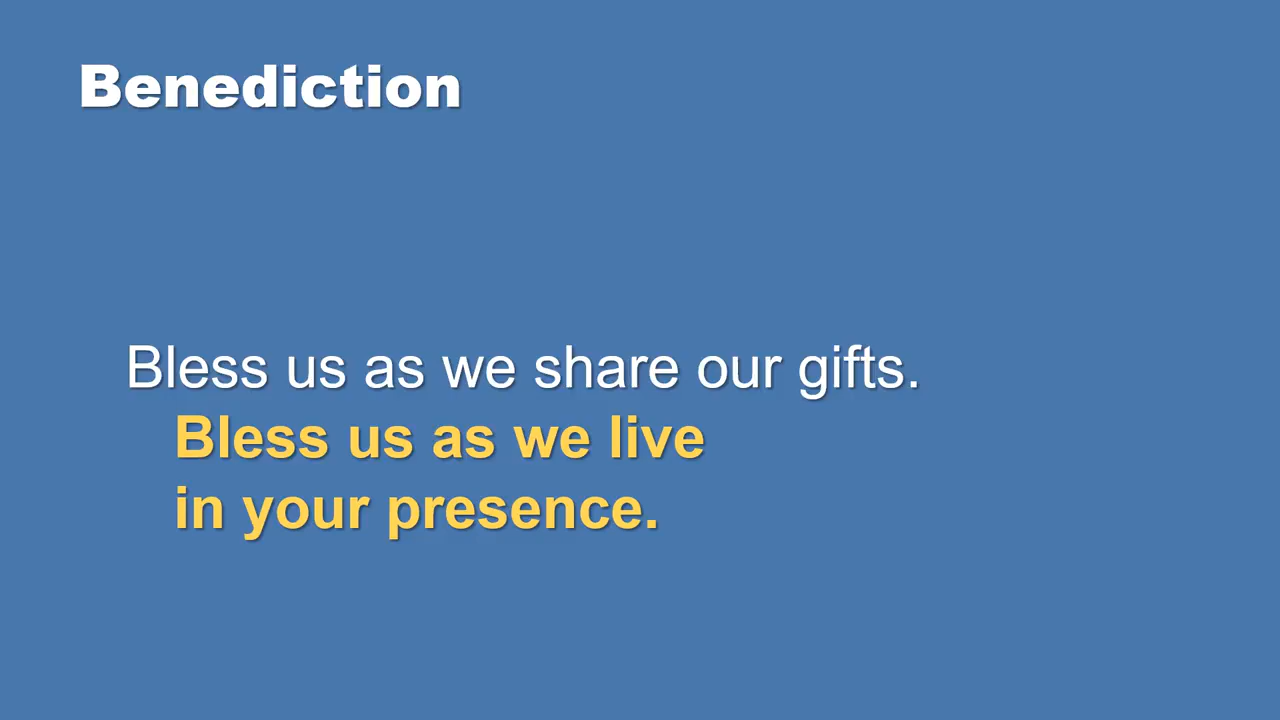 Benediction
Bless us as we share our gifts.
Bless us as we live
in your presence.